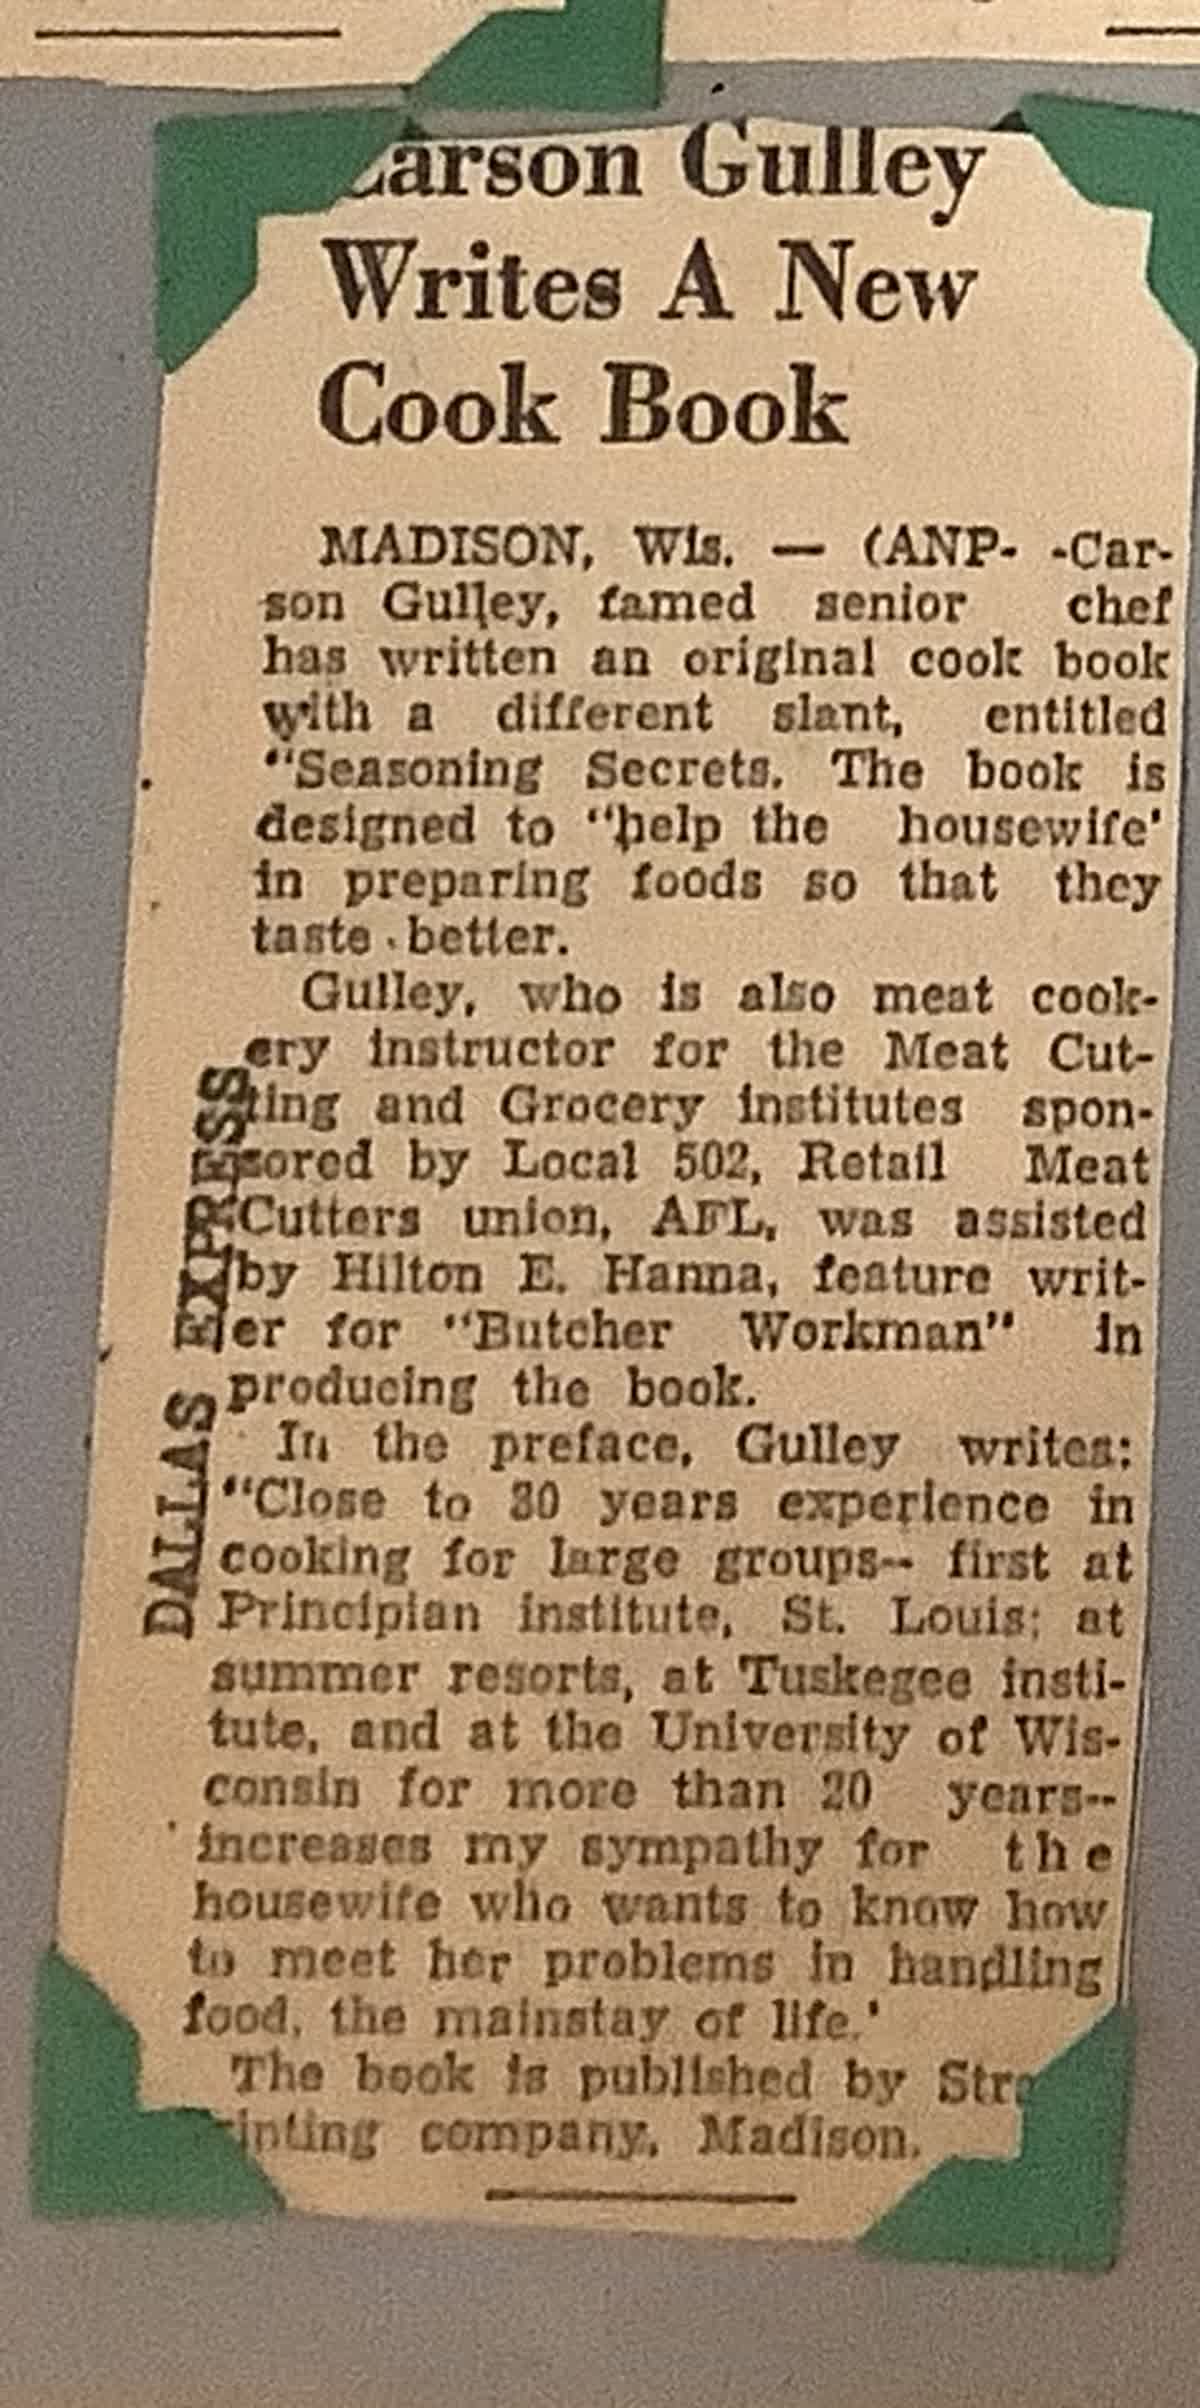 Carson Gulley
Writes A New
Cook Book
MADISON, Wis. — (ANP- -Car-
son Gulley, famed senior chef
has written an original cook book
with a different slant, entitled
"Seasoning Secrets. The book is
designed to "help the housewife'
in preparing foods so that they
taste better.
Gulley, who is also meat cook-
ery instructor for the Meat Cut-
ting and Grocery institutes spon-
sored by Local 502, Retail Meat
Cutters union, AFL, was assisted
by Hilton E. Hanna, feature writ-
er for "Butcher Workman" in
producing the book.
In the preface, Gulley writes:
"Close to 30 years experience in
cooking for large groups-- first at
Principian institute, St. Louis; at
summer resorts, at Tuskegee insti-
tute, and at the University of Wis-
consin for more than 20 years--
increases my sympathy for the
housewife who wants to know how
to meet her problems in handling
food, the mainstay of life.'
The book is published by Str
inting company, Madison.
DALLAS EXPRESS